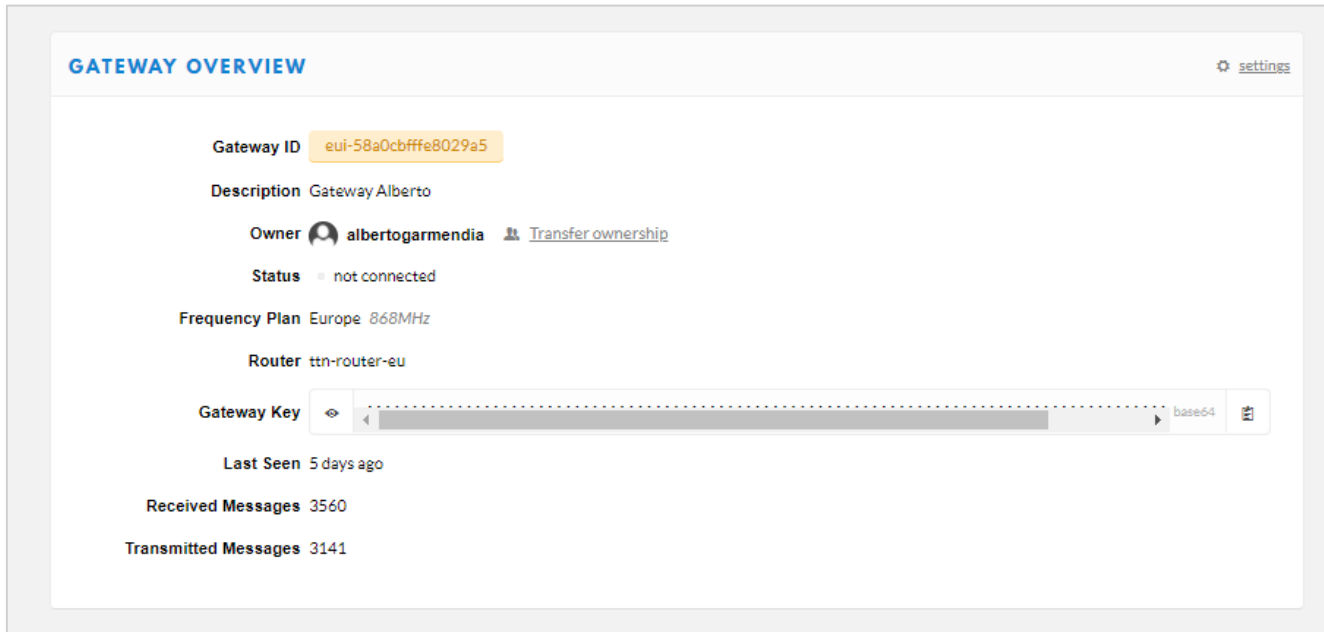 GATEWAY OVERVIEW settings
Gateway ID eui-58a0cbfffe8029a5
Description Gateway Alberto
Owner albertogarmendia Transfer ownership
Status not connected
Frequency Plan Europe 868MHz
Router ttn-router-eu
Gateway Key base64
Last Seen 5 days ago
Received Messages 3560
Transmitted Messages 3141